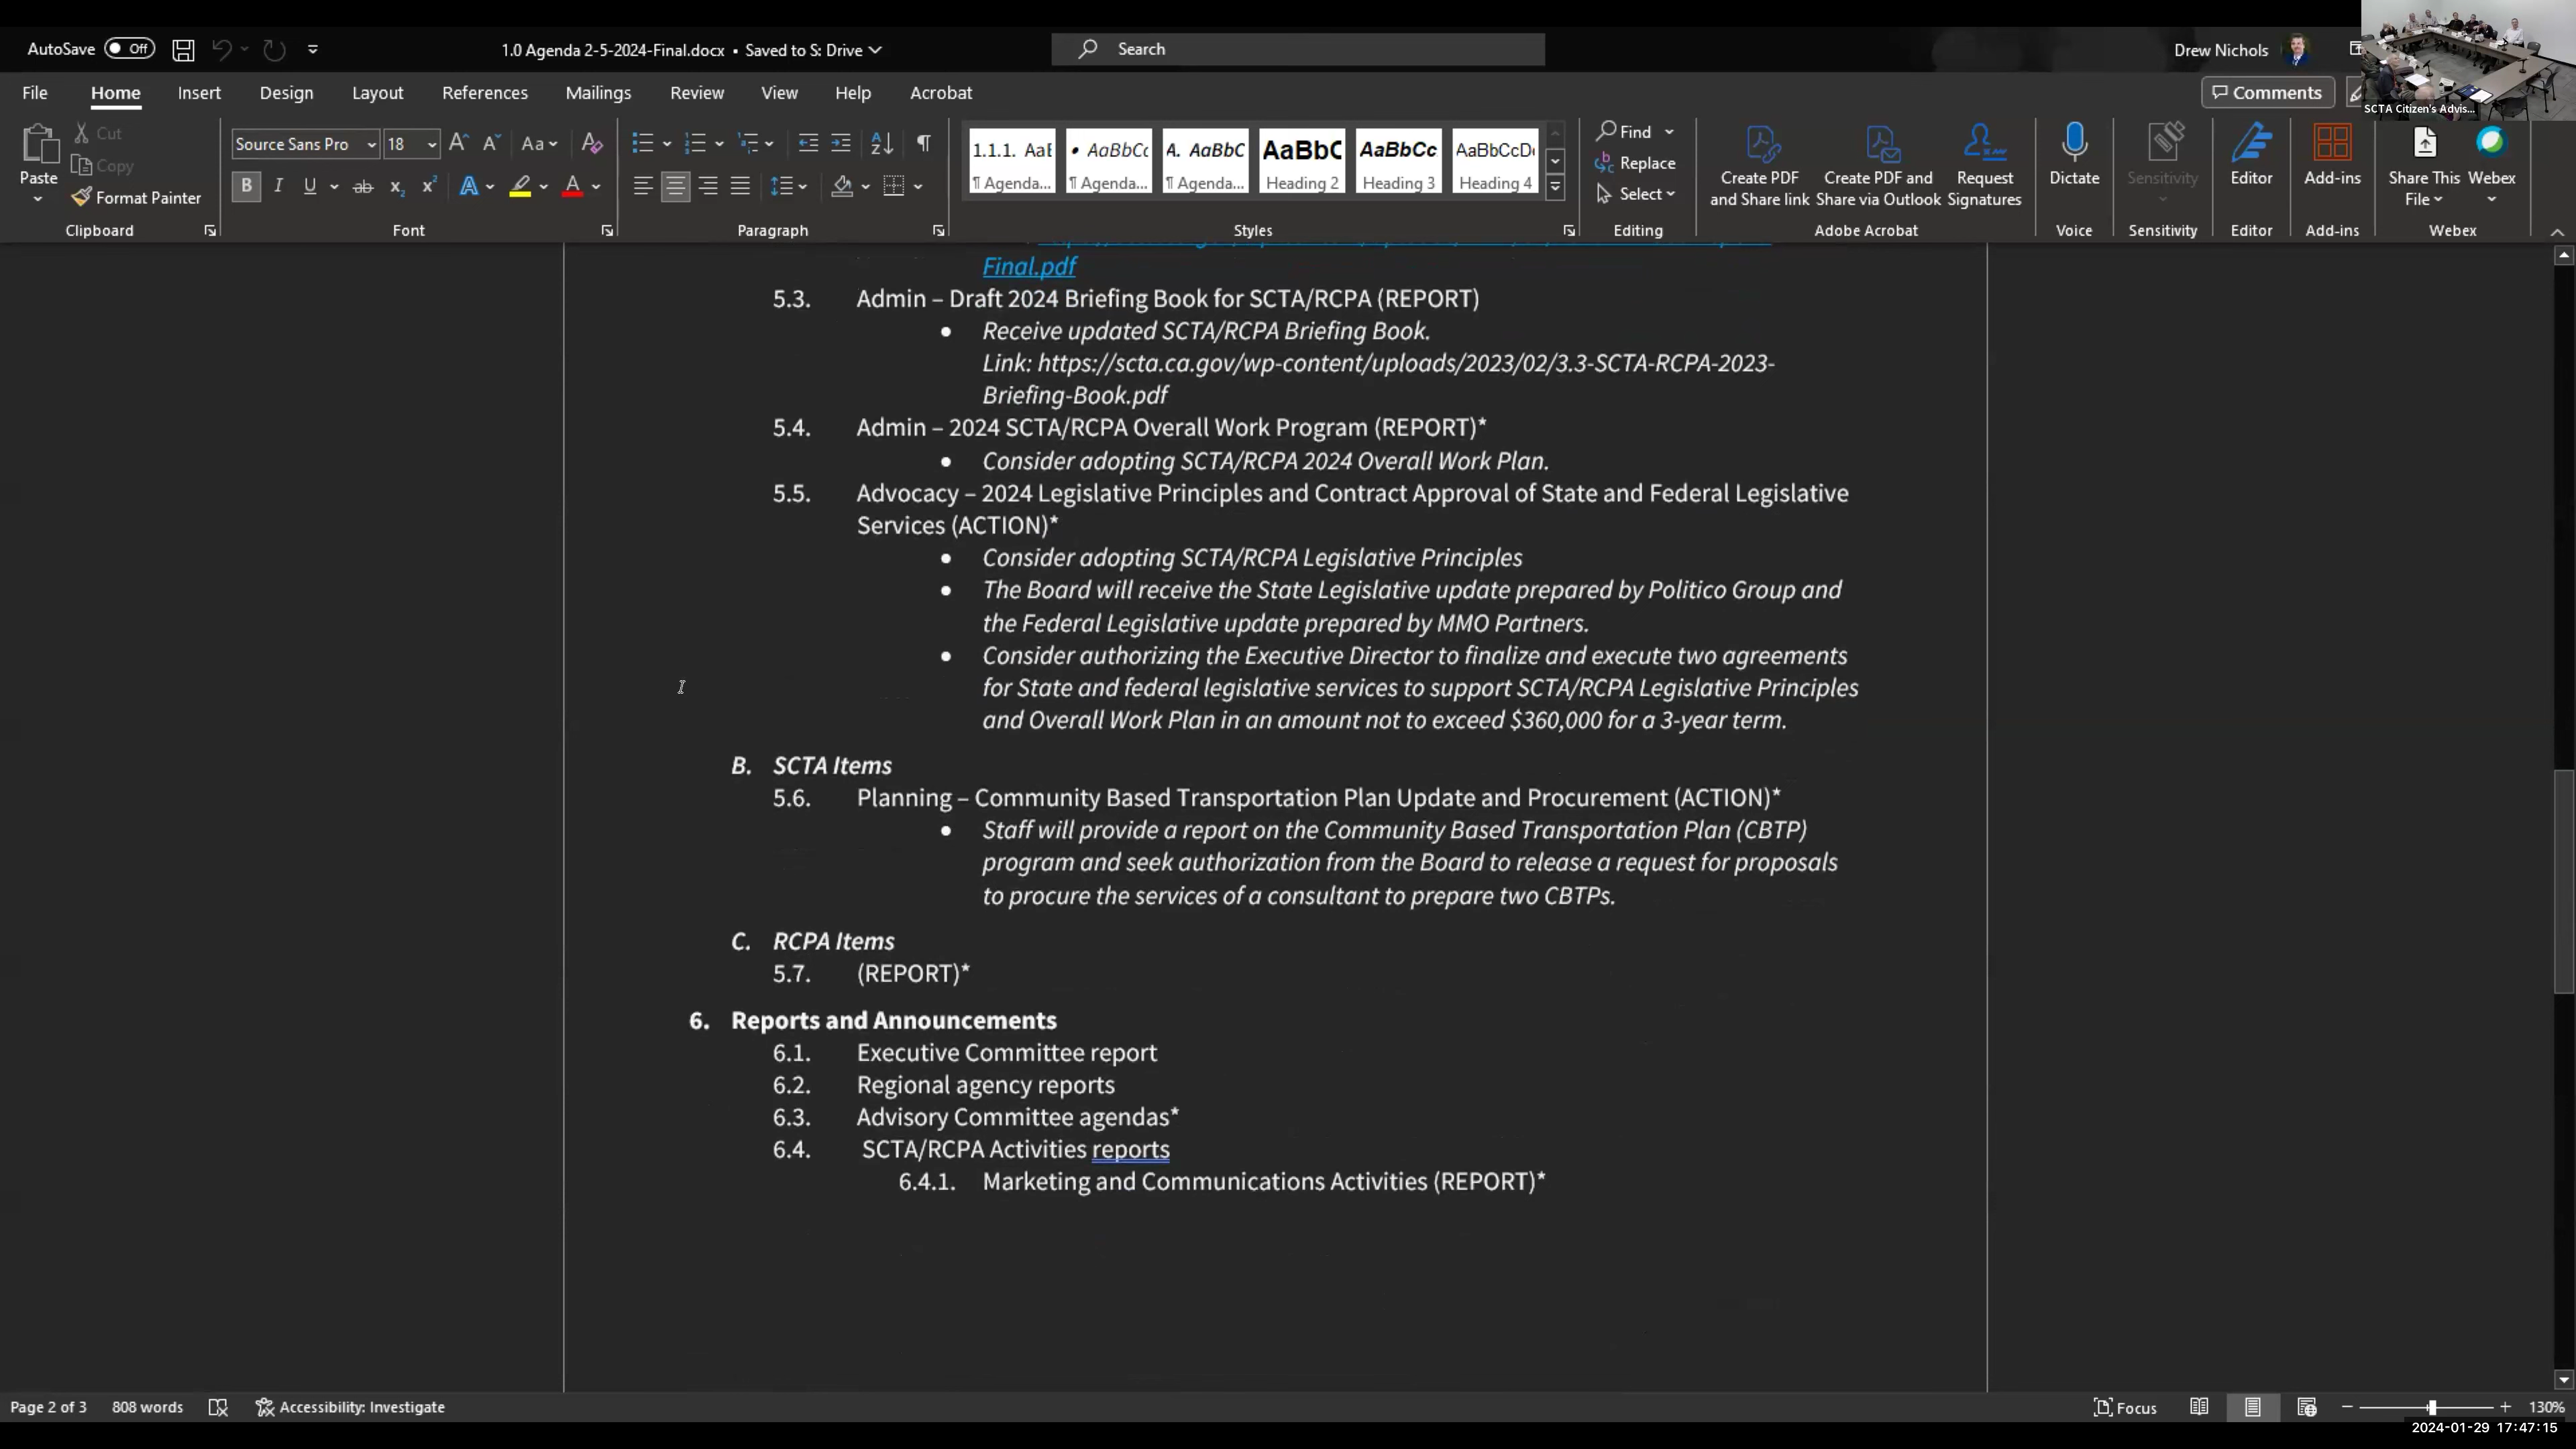 AutoSave Off
1.0 Agenda 2-5-2024-Final.docx • Saved to S: Drive
Search
Drew Nichols
SCTA Citizen's Advis...
File Home Insert Design Layout References Mailings Review View Help Acrobat
Comments
Paste
Cut
Copy
Format Painter
Clipboard
Source Sans Pro 18
Font
Paragraph
1.1.1. AaB
¶ Agenda...
• AaBbCc
¶ Agenda...
A. AaBbC
¶ Agenda...
AaBbC
Heading 2
AaBbCc
Heading 3
AaBbCcDd
Heading 4
Styles
Find
Replace
Select
Editing
Create PDF
and Share link
Create PDF and
Share via Outlook
Request
Signatures
Adobe Acrobat
Dictate
Voice
Sensitivity
Sensitivity
Editor
Editor
Add-ins
Add-ins
Share This
File
Webex
Webex
Final.pdf
5.3. Admin – Draft 2024 Briefing Book for SCTA/RCPA (REPORT)
• Receive updated SCTA/RCPA Briefing Book.
Link: https://scta.ca.gov/wp-content/uploads/2023/02/3.3-SCTA-RCPA-2023-
Briefing-Book.pdf
5.4. Admin – 2024 SCTA/RCPA Overall Work Program (REPORT)*
• Consider adopting SCTA/RCPA 2024 Overall Work Plan.
5.5. Advocacy – 2024 Legislative Principles and Contract Approval of State and Federal Legislative
Services (ACTION)*
• Consider adopting SCTA/RCPA Legislative Principles
• The Board will receive the State Legislative update prepared by Politico Group and
the Federal Legislative update prepared by MMO Partners.
• Consider authorizing the Executive Director to finalize and execute two agreements
for State and federal legislative services to support SCTA/RCPA Legislative Principles
and Overall Work Plan in an amount not to exceed $360,000 for a 3-year term.
B. SCTA Items
5.6. Planning – Community Based Transportation Plan Update and Procurement (ACTION)*
• Staff will provide a report on the Community Based Transportation Plan (CBTP)
program and seek authorization from the Board to release a request for proposals
to procure the services of a consultant to prepare two CBTPs.
C. RCPA Items
5.7. (REPORT)*
6. Reports and Announcements
6.1. Executive Committee report
6.2. Regional agency reports
6.3. Advisory Committee agendas*
6.4. SCTA/RCPA Activities reports
6.4.1. Marketing and Communications Activities (REPORT)*
Page 2 of 3 808 words Accessibility: Investigate
Focus 130%
2024-01-29 17:47:15